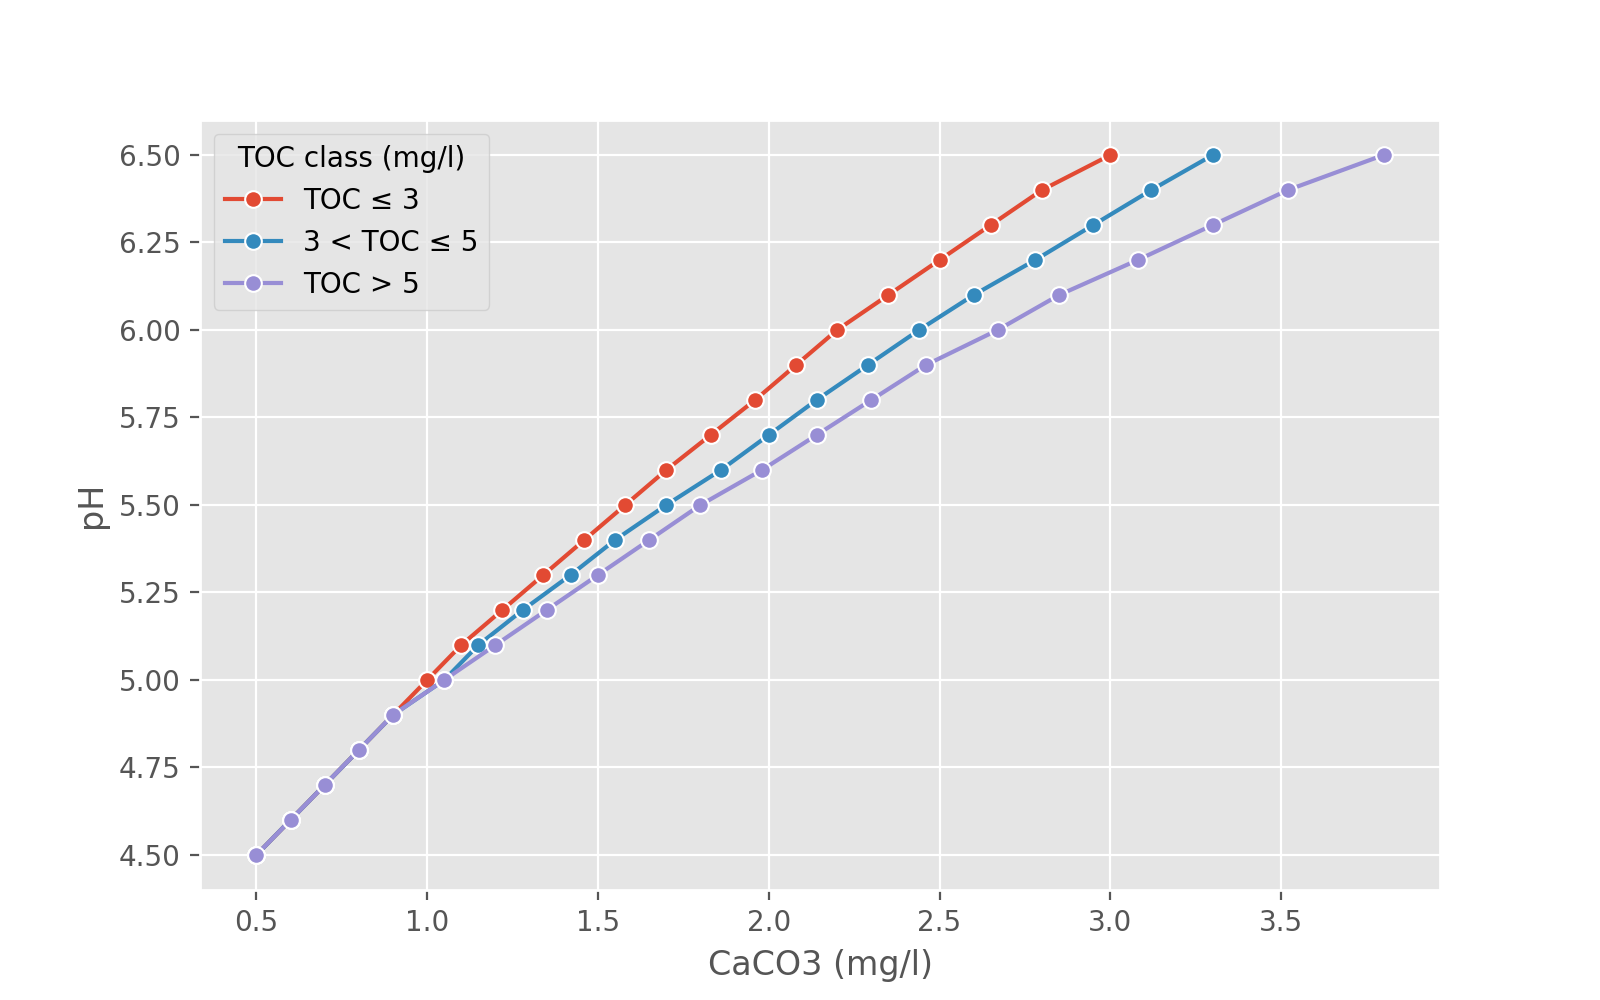 TOC class (mg/l)
TOC ≤ 3
3 < TOC ≤ 5
TOC > 5
6.50
6.25
6.00
5.75
5.50
5.25
5.00
4.75
4.50
pH
0.5 1.0 1.5 2.0 2.5 3.0 3.5
CaCO3 (mg/l)